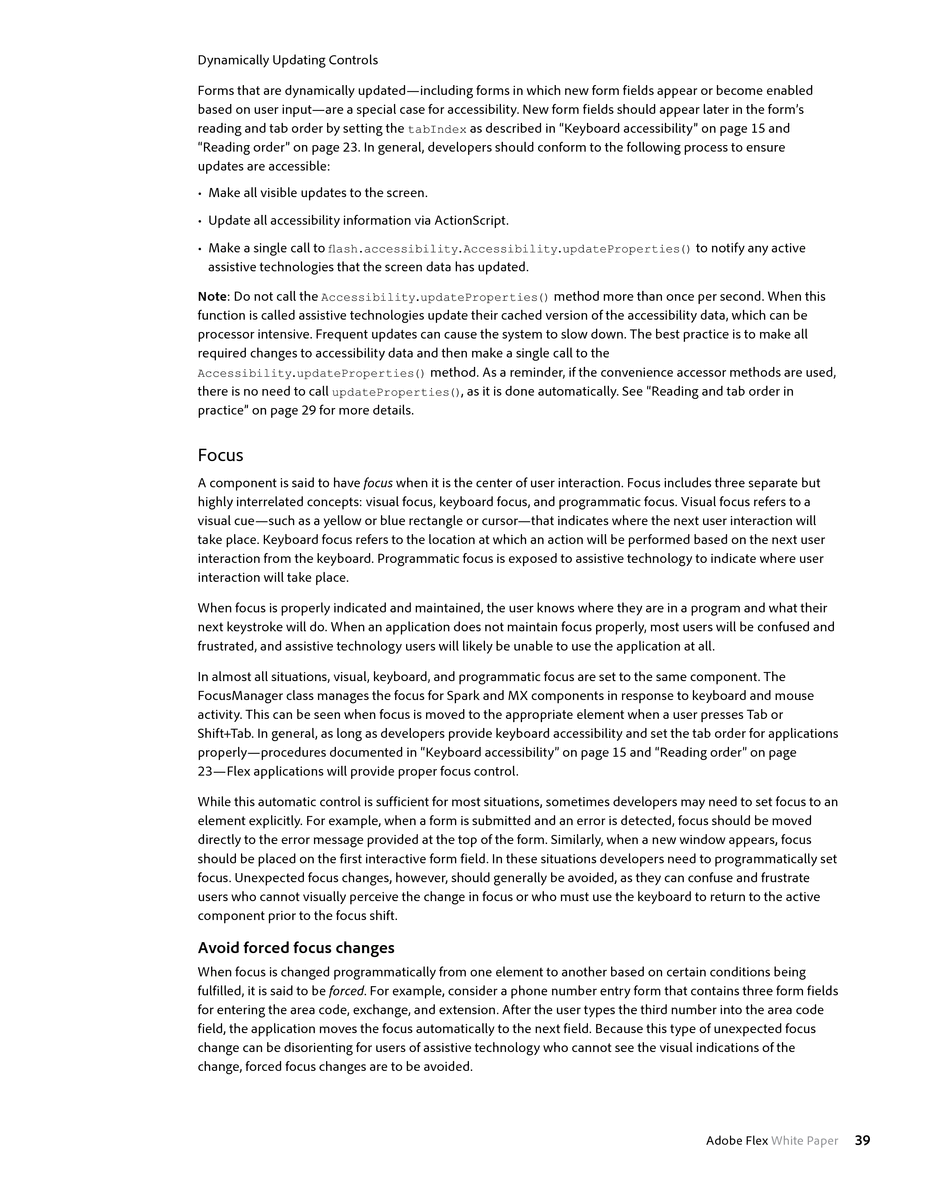 Dynamically Updating Controls
Forms that are dynamically updated—including forms in which new form fields appear or become enabled
based on user input—are a special case for accessibility. New form fields should appear later in the form's
reading and tab order by setting the tabIndex as described in "Keyboard accessibility" on page 15 and
"Reading order" on page 23. In general, developers should conform to the following process to ensure
updates are accessible:
• Make all visible updates to the screen.
• Update all accessibility information via ActionScript.
• Make a single call to flash.accessibility.Accessibility.updateProperties() to notify any active
assistive technologies that the screen data has updated.
Note: Do not call the Accessibility.updateProperties() method more than once per second. When this
function is called assistive technologies update their cached version of the accessibility data, which can be
processor intensive. Frequent updates can cause the system to slow down. The best practice is to make all
required changes to accessibility data and then make a single call to the
Accessibility.updateProperties() method. As a reminder, if the convenience accessor methods are used,
there is no need to call updateProperties(), as it is done automatically. See "Reading and tab order in
practice" on page 29 for more details.
Focus
A component is said to have focus when it is the center of user interaction. Focus includes three separate but
highly interrelated concepts: visual focus, keyboard focus, and programmatic focus. Visual focus refers to a
visual cue—such as a yellow or blue rectangle or cursor—that indicates where the next user interaction will
take place. Keyboard focus refers to the location at which an action will be performed based on the next user
interaction from the keyboard. Programmatic focus is exposed to assistive technology to indicate where user
interaction will take place.
When focus is properly indicated and maintained, the user knows where they are in a program and what their
next keystroke will do. When an application does not maintain focus properly, most users will be confused and
frustrated, and assistive technology users will likely be unable to use the application at all.
In almost all situations, visual, keyboard, and programmatic focus are set to the same component. The
FocusManager class manages the focus for Spark and MX components in response to keyboard and mouse
activity. This can be seen when focus is moved to the appropriate element when a user presses Tab or
Shift+Tab. In general, as long as developers provide keyboard accessibility and set the tab order for applications
properly—procedures documented in "Keyboard accessibility" on page 15 and "Reading order" on page
23—Flex applications will provide proper focus control.
While this automatic control is sufficient for most situations, sometimes developers may need to set focus to an
element explicitly. For example, when a form is submitted and an error is detected, focus should be moved
directly to the error message provided at the top of the form. Similarly, when a new window appears, focus
should be placed on the first interactive form field. In these situations developers need to programmatically set
focus. Unexpected focus changes, however, should generally be avoided, as they can confuse and frustrate
users who cannot visually perceive the change in focus or who must use the keyboard to return to the active
component prior to the focus shift.
Avoid forced focus changes
When focus is changed programmatically from one element to another based on certain conditions being
fulfilled, it is said to be forced. For example, consider a phone number entry form that contains three form fields
for entering the area code, exchange, and extension. After the user types the third number into the area code
field, the application moves the focus automatically to the next field. Because this type of unexpected focus
change can be disorienting for users of assistive technology who cannot see the visual indications of the
change, forced focus changes are to be avoided.
Adobe Flex White Paper 39